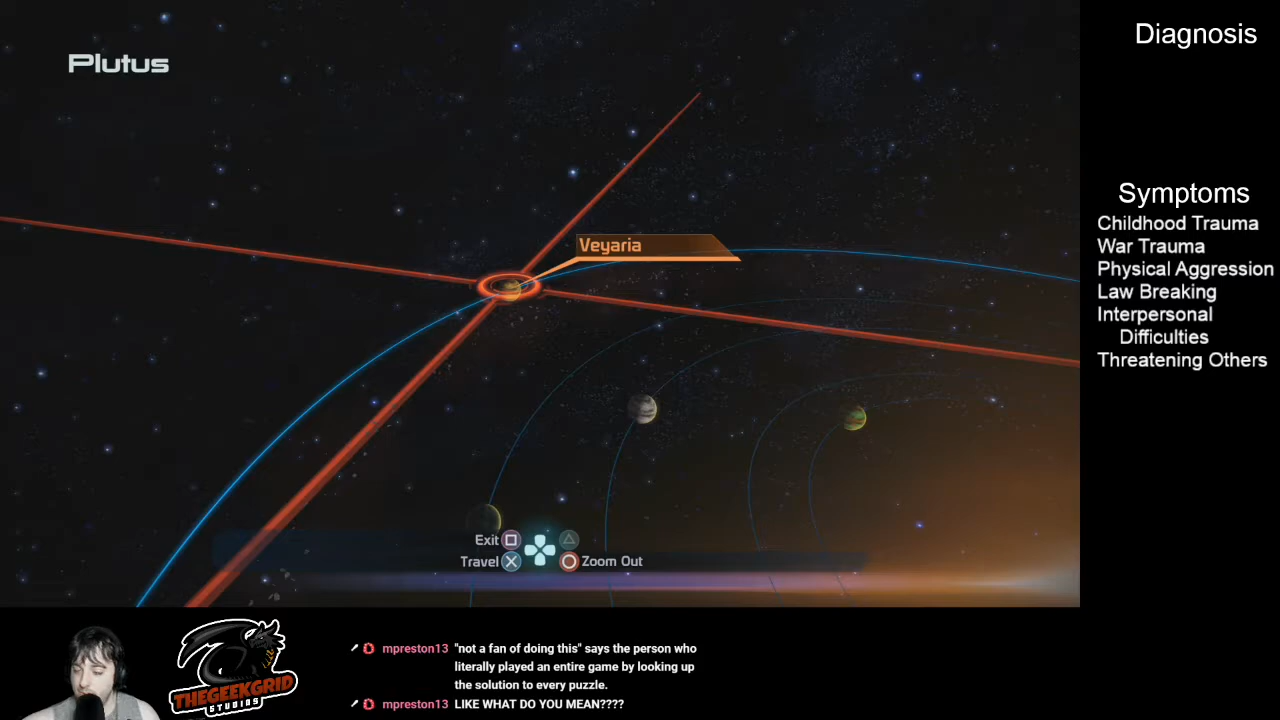 Plutus
Veyaria
Exit
Travel
Zoom Out
Diagnosis
Symptoms
Childhood Trauma
War Trauma
Physical Aggression
Law Breaking
Interpersonal
Difficulties
Threatening Others
THEGEEKGRID
STUDIOS
mpreston13 "not a fan of doing this" says the person who
literally played an entire game by looking up
the solution to every puzzle.
mpreston13 LIKE WHAT DO YOU MEAN????